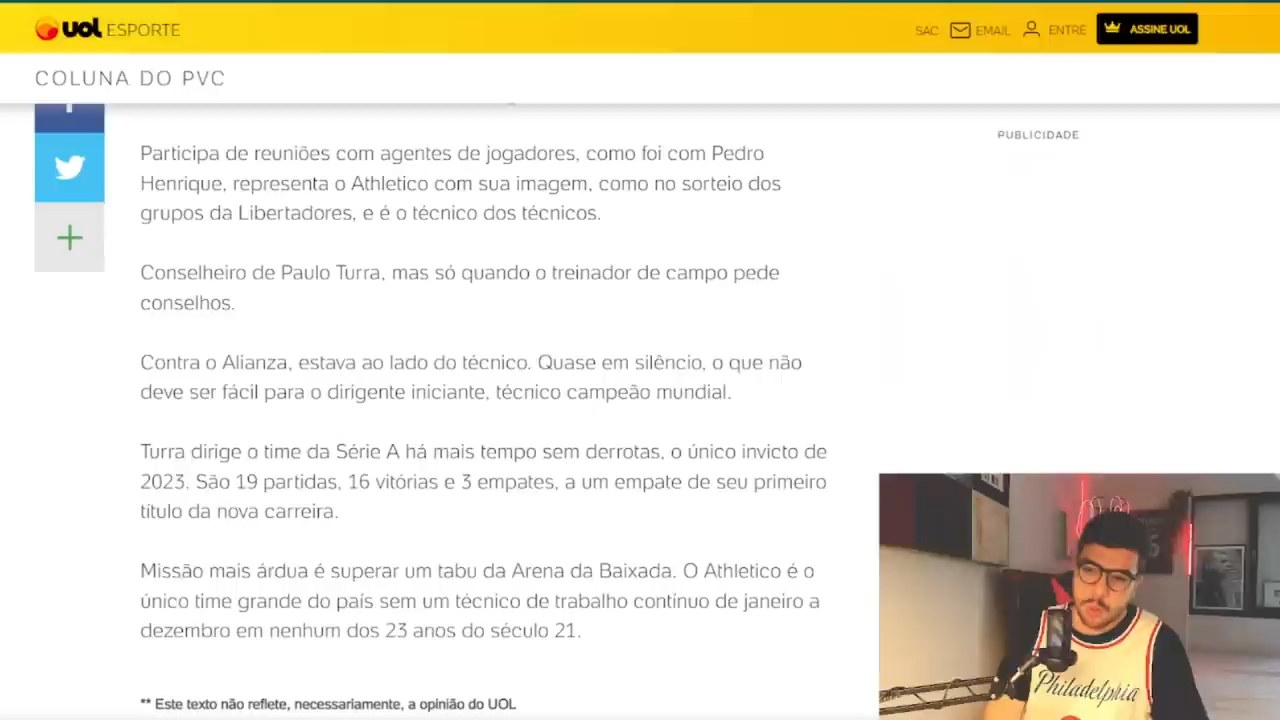 uol ESPORTE
SAC
EMAIL
ENTRE
ASSINE UOL
COLUNA DO PVC
PUBLICIDADE
Participa de reuniões com agentes de jogadores, como foi com Pedro
Henrique, representa o Athletico com sua imagem, como no sorteio dos
grupos da Libertadores, e é o técnico dos técnicos.
Conselheiro de Paulo Turra, mas só quando o treinador de campo pede
conselhos.
Contra o Alianza, estava ao lado do técnico. Quase em silêncio, o que não
deve ser fácil para o dirigente iniciante, técnico campeão mundial.
Turra dirige o time da Série A há mais tempo sem derrotas, o único invicto de
2023. São 19 partidas, 16 vitórias e 3 empates, a um empate de seu primeiro
título da nova carreira.
Missão mais árdua é superar um tabu da Arena da Baixada. O Athletico é o
único time grande do país sem um técnico de trabalho contínuo de janeiro a
dezembro em nenhum dos 23 anos do século 21.
** Este texto não reflete, necessariamente, a opinião do UOL
Philadelphia